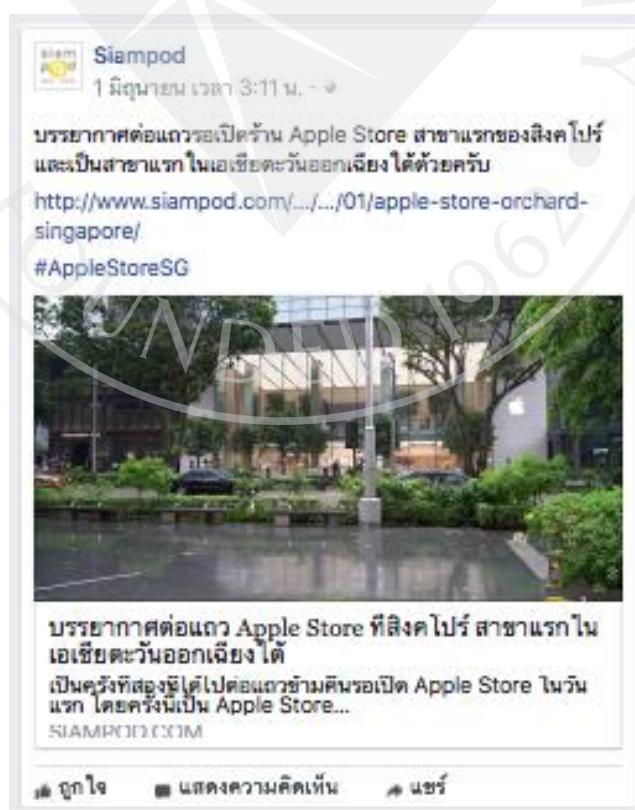 siam
pod
Siampod
1 มิถุนายน เวลา 3:11 น. ·
บรรยากาศต่อแถวรอเปิดร้าน Apple Store สาขาแรกของสิงคโปร์
และเป็นสาขาแรกในเอเชียตะวันออกเฉียงใต้ด้วยครับ
http://www.siampod.com/.../.../01/apple-store-orchard-
singapore/
#AppleStoreSG
UNDED 1962
บรรยากาศต่อแถว Apple Store ที่สิงคโปร์ สาขาแรกใน
เอเชียตะวันออกเฉียงใต้
เป็นครั้งที่สองที่ได้ไปต่อแถวข้ามคืนรอเปิด Apple Store ในวัน
แรก โดยครั้งนี้เป็น Apple Store...
SIAMPOD.COM
ถูกใจ แสดงความคิดเห็น แชร์